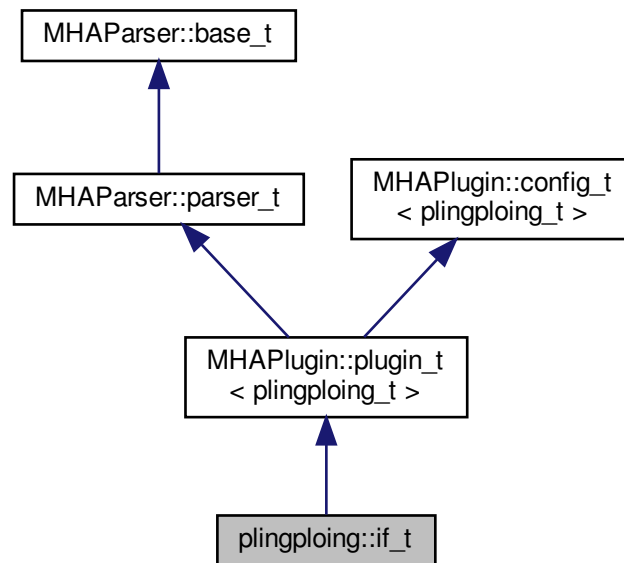 MHAParser::base_t
MHAParser::parser_t
MHAPlugin::config_t
< plingploing_t >
MHAPlugin::plugin_t
< plingploing_t >
plingploing::if_t